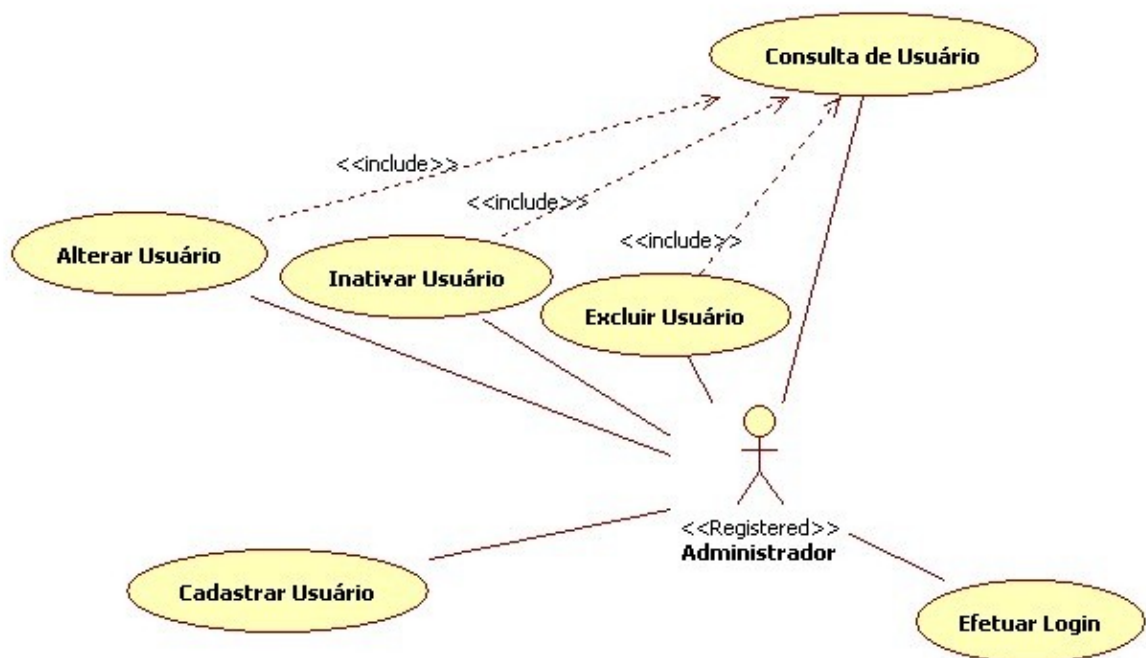 Consulta de Usuário
<<include>>
<<include>>
<<include>>
Alterar Usuário
Inativar Usuário
Excluir Usuário
<<Registered>>
Administrador
Cadastrar Usuário
Efetuar Login